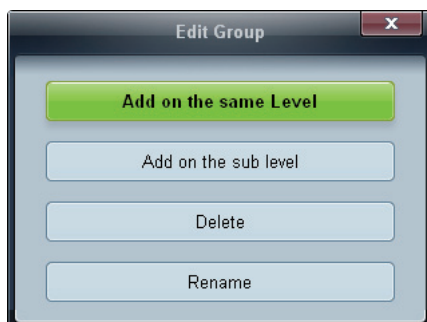 Edit Group
x
Add on the same Level
Add on the sub level
Delete
Rename